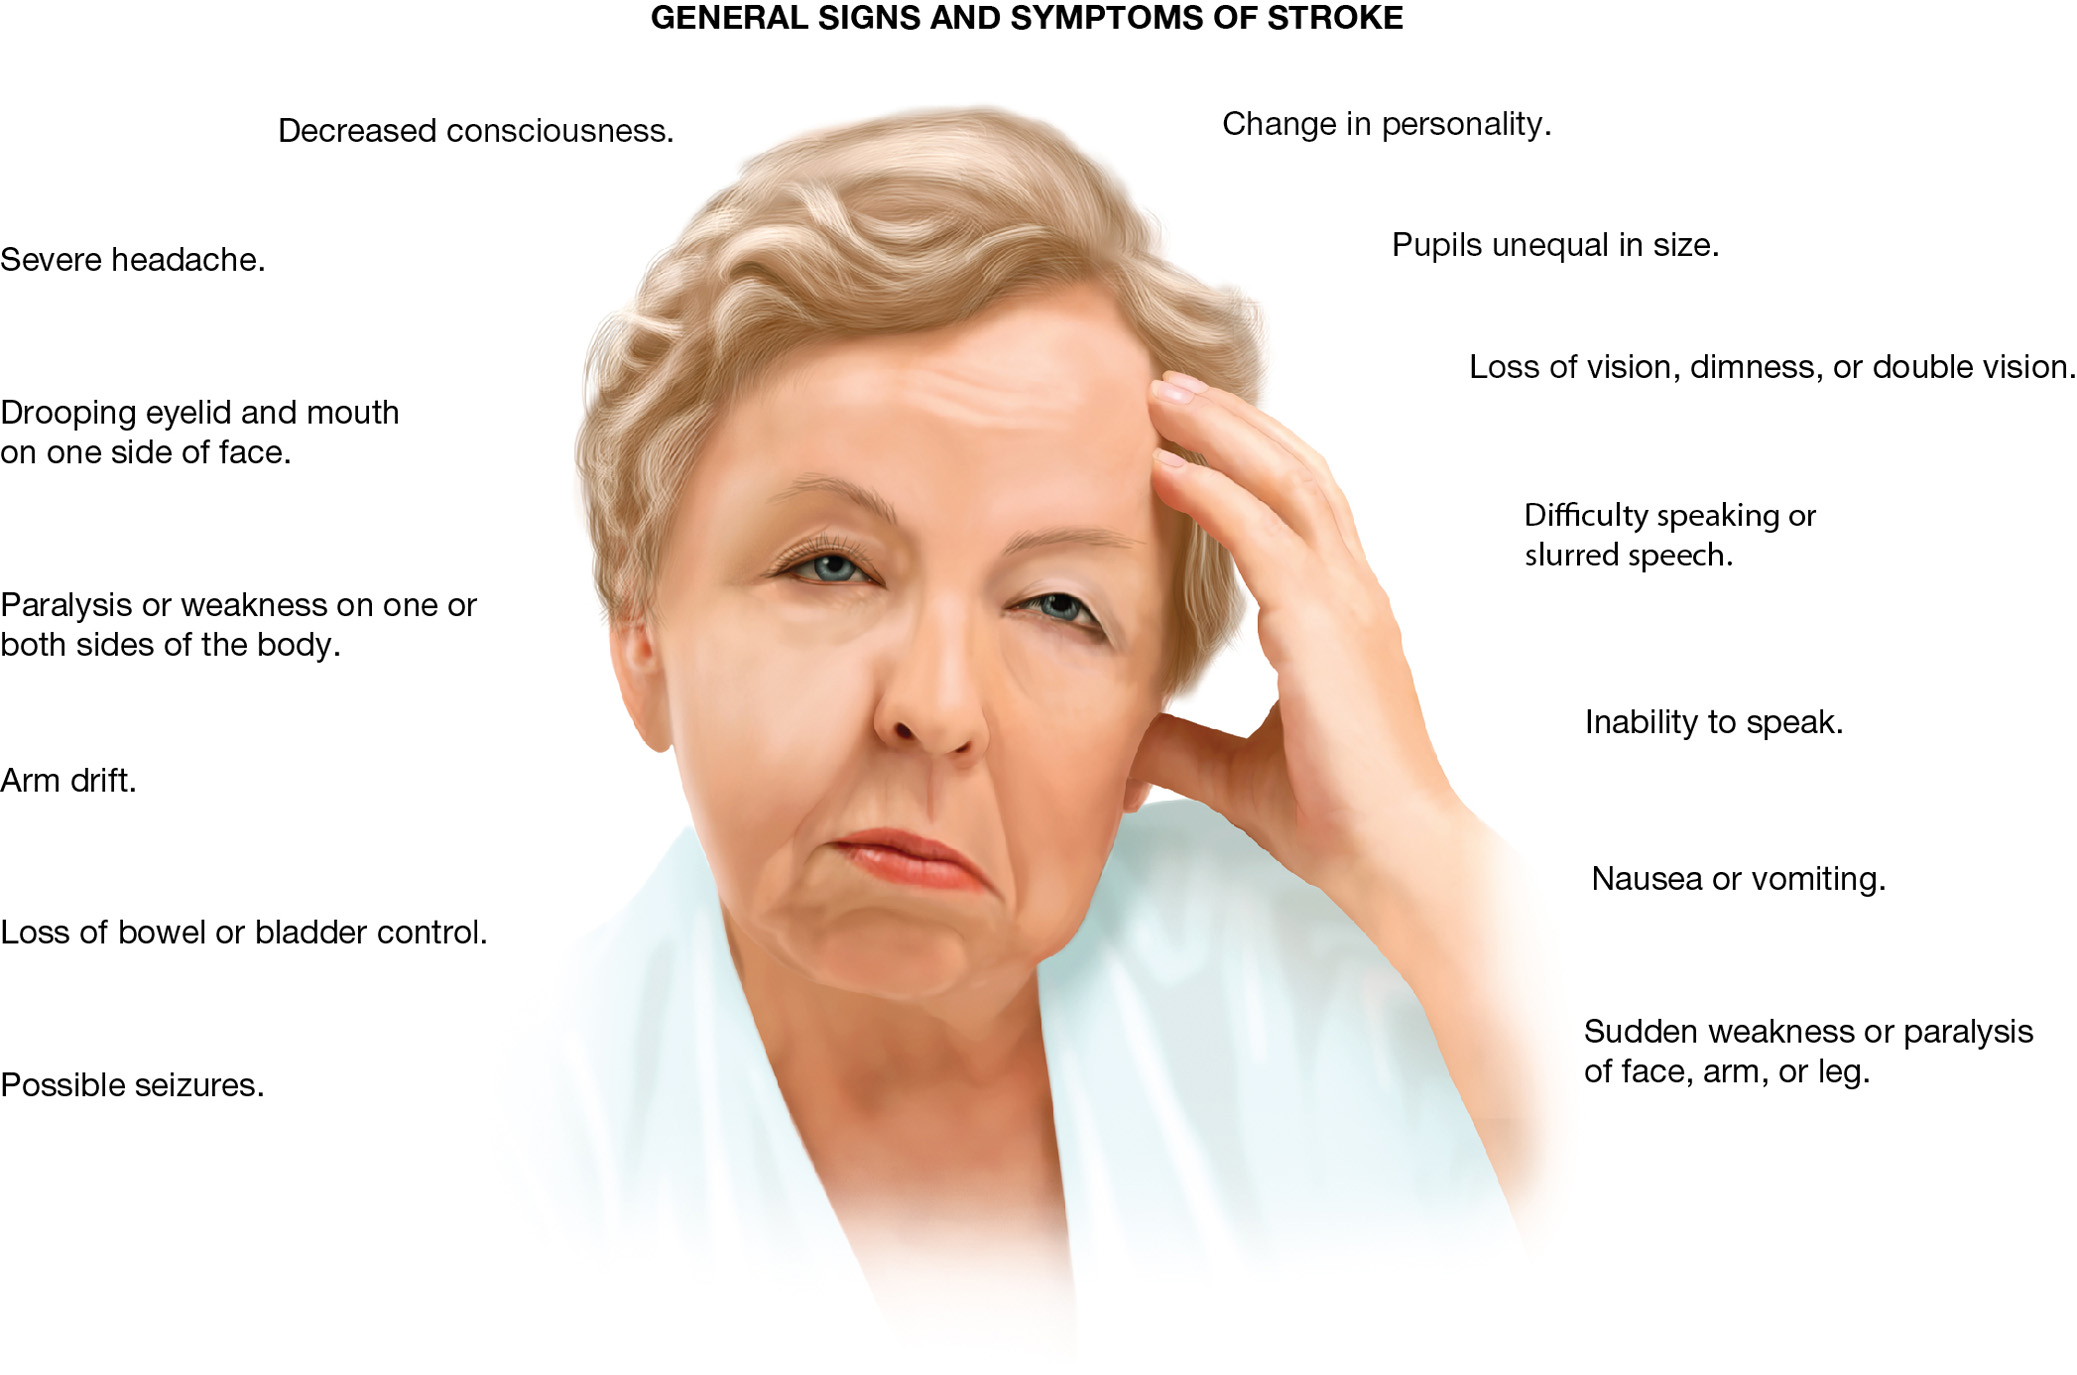 GENERAL SIGNS AND SYMPTOMS OF STROKE
Decreased consciousness.
Severe headache.
Drooping eyelid and mouth
on one side of face.
Paralysis or weakness on one or
both sides of the body.
Arm drift.
Loss of bowel or bladder control.
Possible seizures.
Change in personality.
Pupils unequal in size.
Loss of vision, dimness, or double vision.
Difficulty speaking or
slurred speech.
Inability to speak.
Nausea or vomiting.
Sudden weakness or paralysis
of face, arm, or leg.